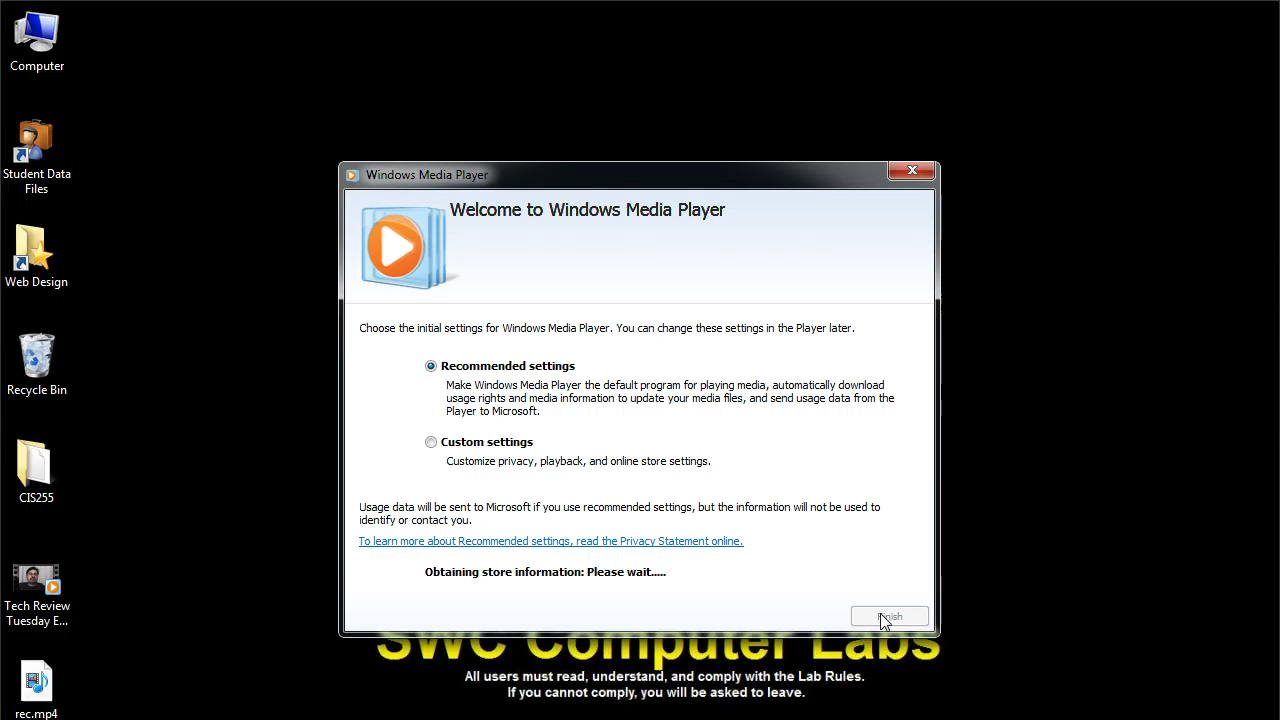 Computer
Student Data
Files
Web Design
Recycle Bin
CIS255
Tech Review
Tuesday E...
rec.mp4
Windows Media Player
Welcome to Windows Media Player
Choose the initial settings for Windows Media Player. You can change these settings in the Player later.
Recommended settings
Make Windows Media Player the default program for playing media, automatically download
usage rights and media information to update your media files, and send usage data from the
Player to Microsoft.
Custom settings
Customize privacy, playback, and online store settings.
Usage data will be sent to Microsoft if you use recommended settings, but the information will not be used to
identify or contact you.
To learn more about Recommended settings, read the Privacy Statement online.
Obtaining store information: Please wait.....
Finish
SWC Computer Labs
All users must read, understand, and comply with the Lab Rules.
If you cannot comply, you will be asked to leave.